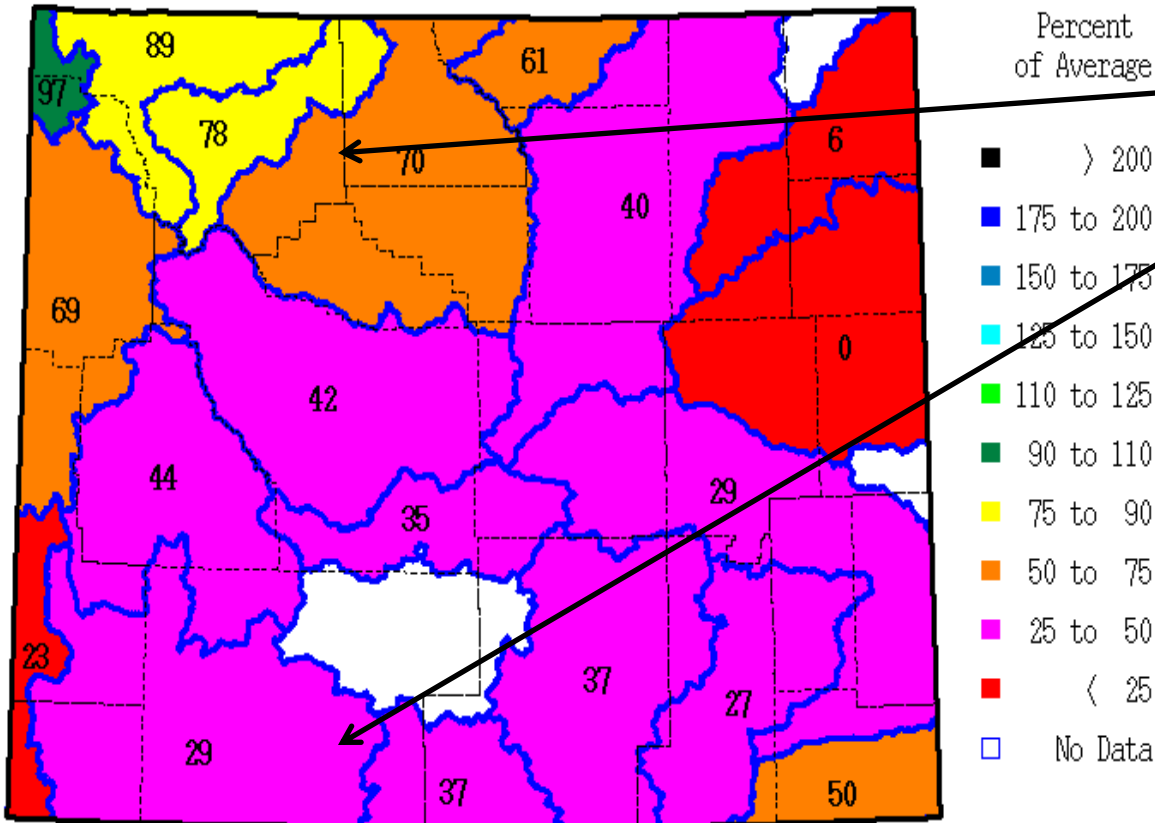 89
61
97
78
6
70
40
69
0
42
44
29
35
23
37
27
29
37
50
Percent
of Average
> 200
175 to 200
150 to 175
125 to 150
110 to 125
90 to 110
75 to 90
50 to 75
25 to 50
< 25
No Data